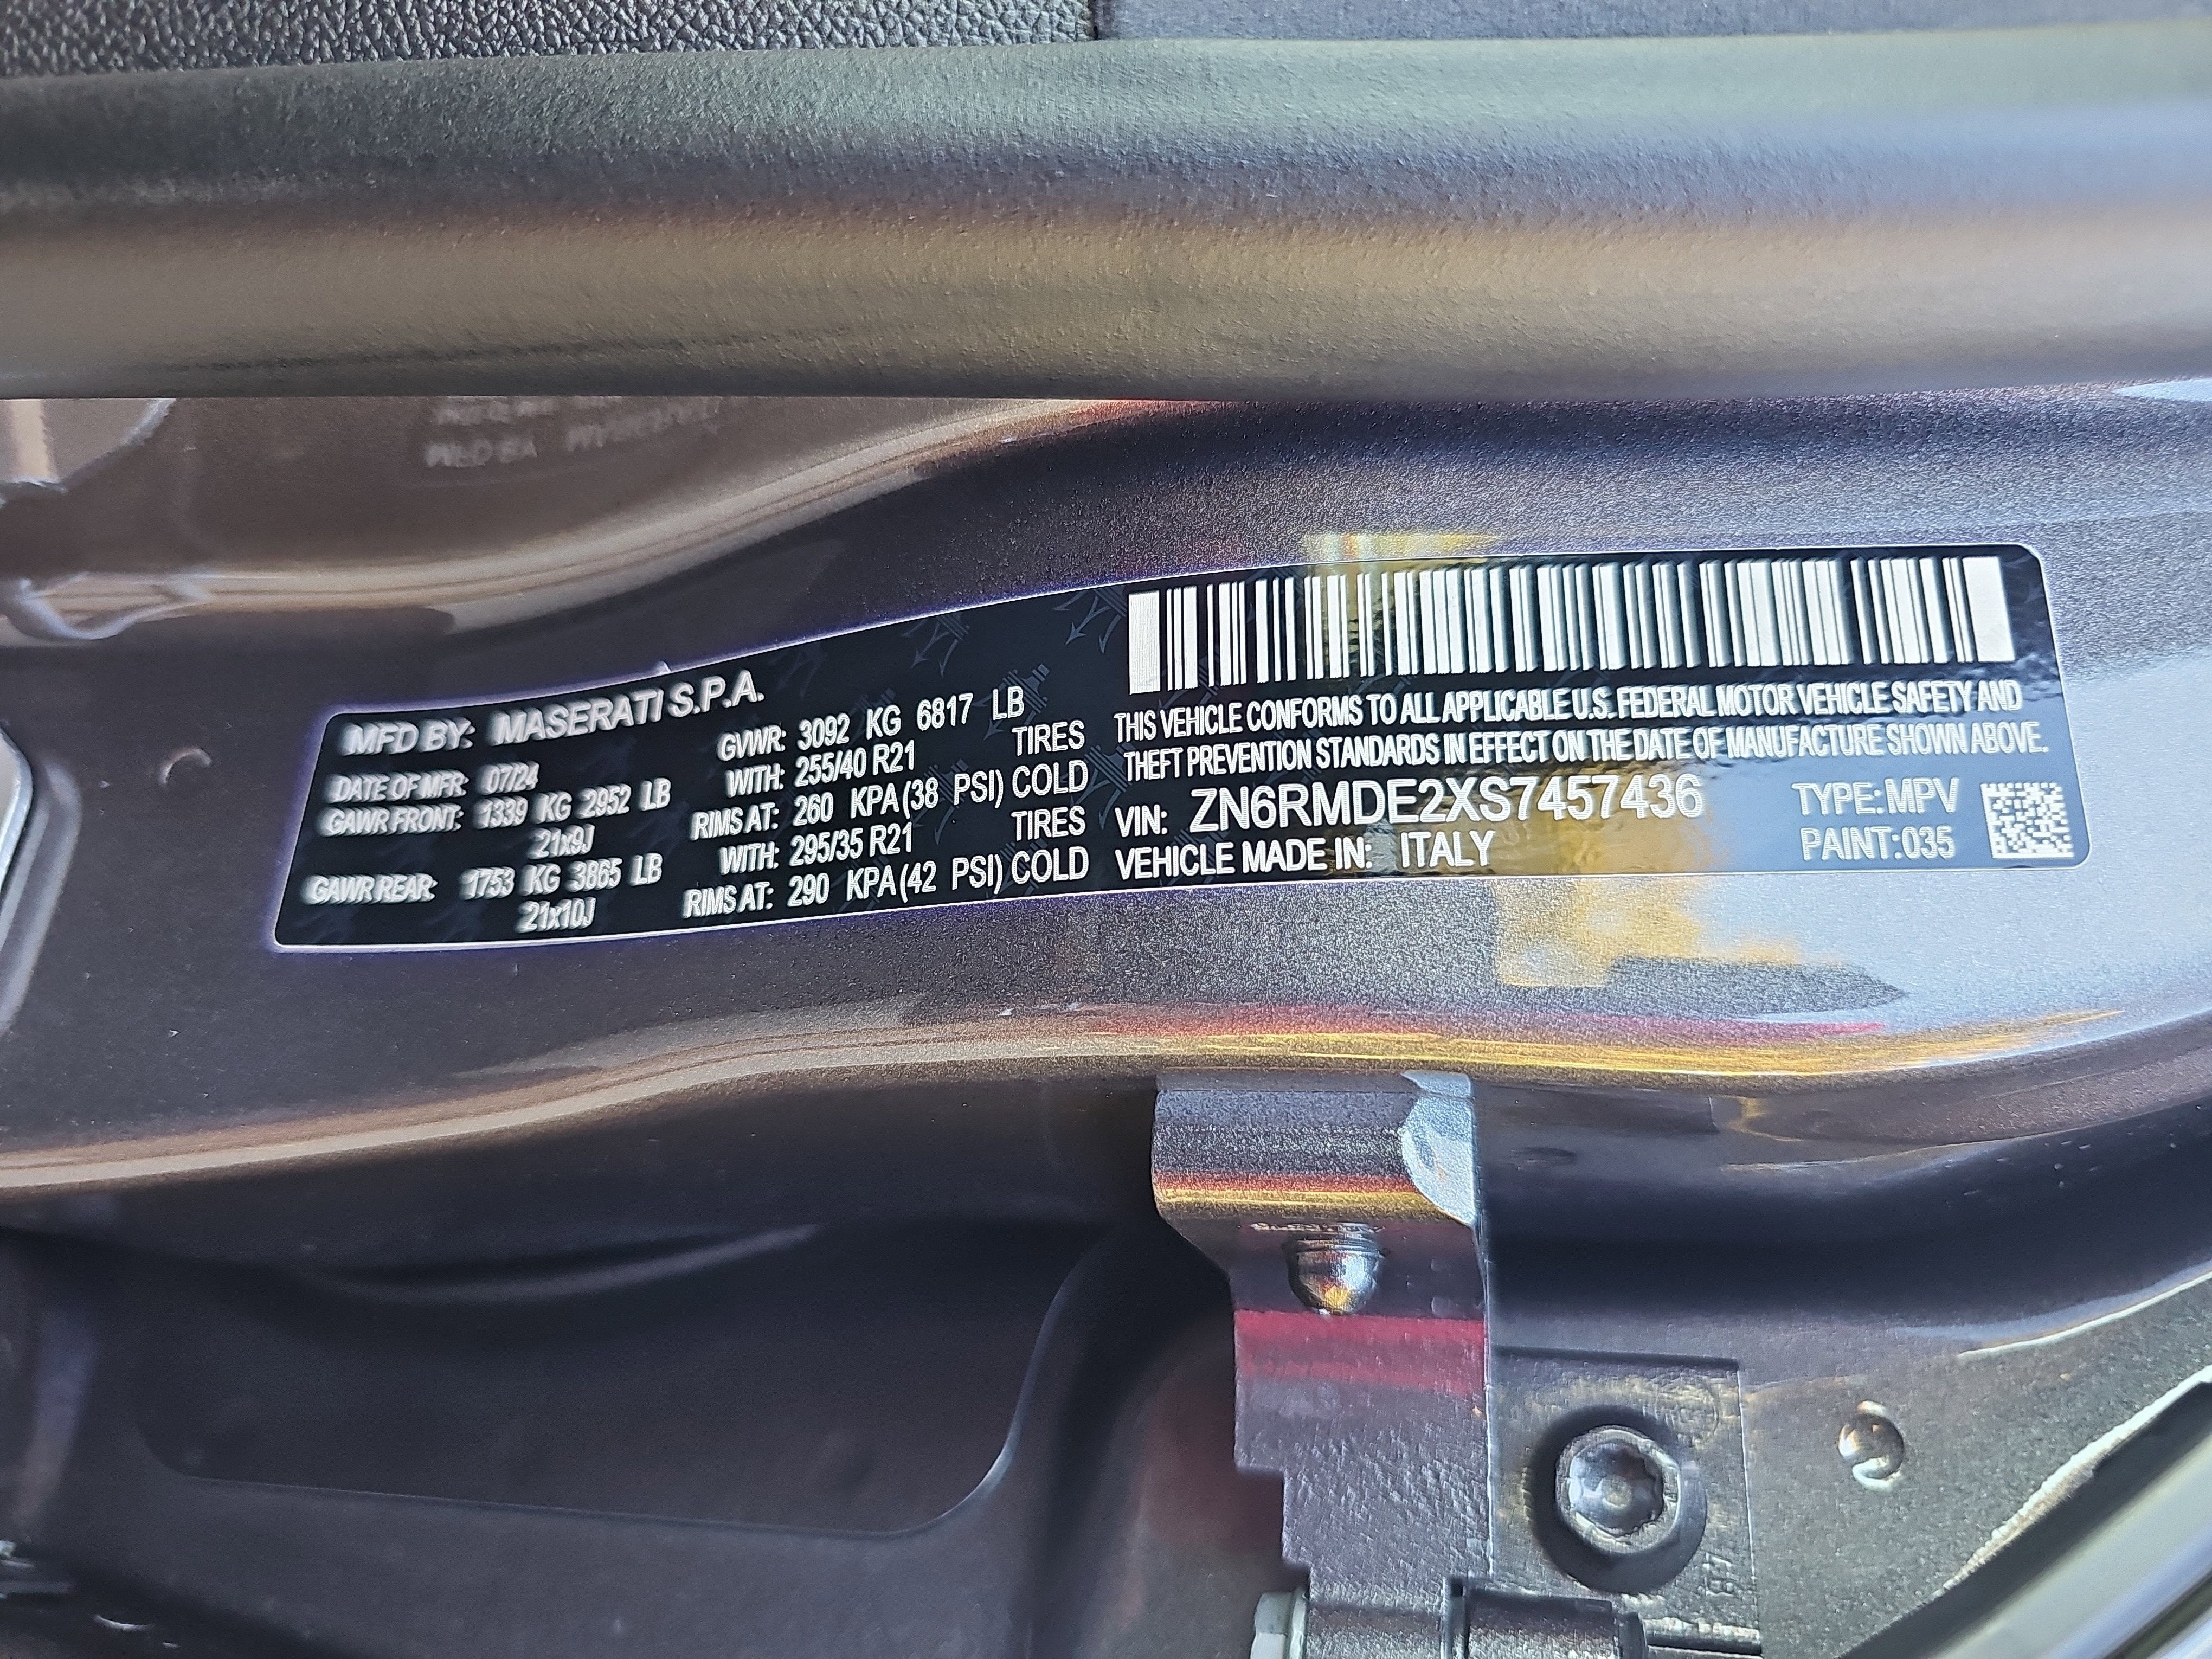 MFD BY: MASERATI S.P.A.
DATE OF MFR: 07/24 GVWR: 3092 KG 6817 LB
GAWR FRONT: 1339 KG 2952 LB WITH: 255/40 R21 TIRES
21x9J RIMS AT: 260 KPA (38 PSI) COLD
GAWR REAR: 1753 KG 3865 LB WITH: 295/35 R21 TIRES
21x10J RIMS AT: 290 KPA (42 PSI) COLD
THIS VEHICLE CONFORMS TO ALL APPLICABLE U.S. FEDERAL MOTOR VEHICLE SAFETY AND
THEFT PREVENTION STANDARDS IN EFFECT ON THE DATE OF MANUFACTURE SHOWN ABOVE.
VIN: ZN6RMDE2XS7457436 TYPE: MPV
VEHICLE MADE IN: ITALY PAINT: 035